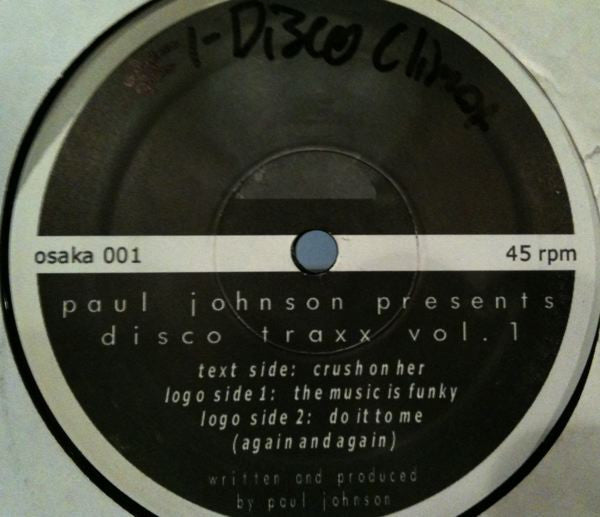 1-Disco Climax
osaka 001
45 rpm
paul johnson presents
disco traxx vol.1
text side: crush on her
logo side 1: the music is funky
logo side 2: do it to me
(again and again)
written and produced
by paul johnson